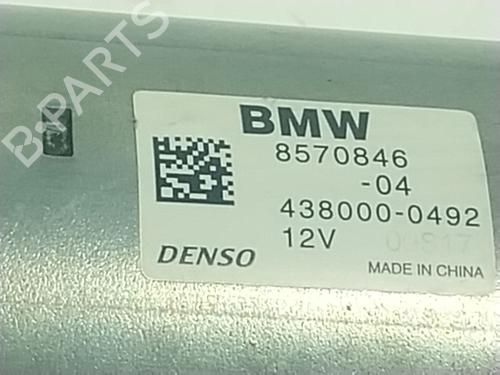 B-PARTS
BMW
8570846
-04
438000-0492
12V
DENSO
MADE IN CHINA